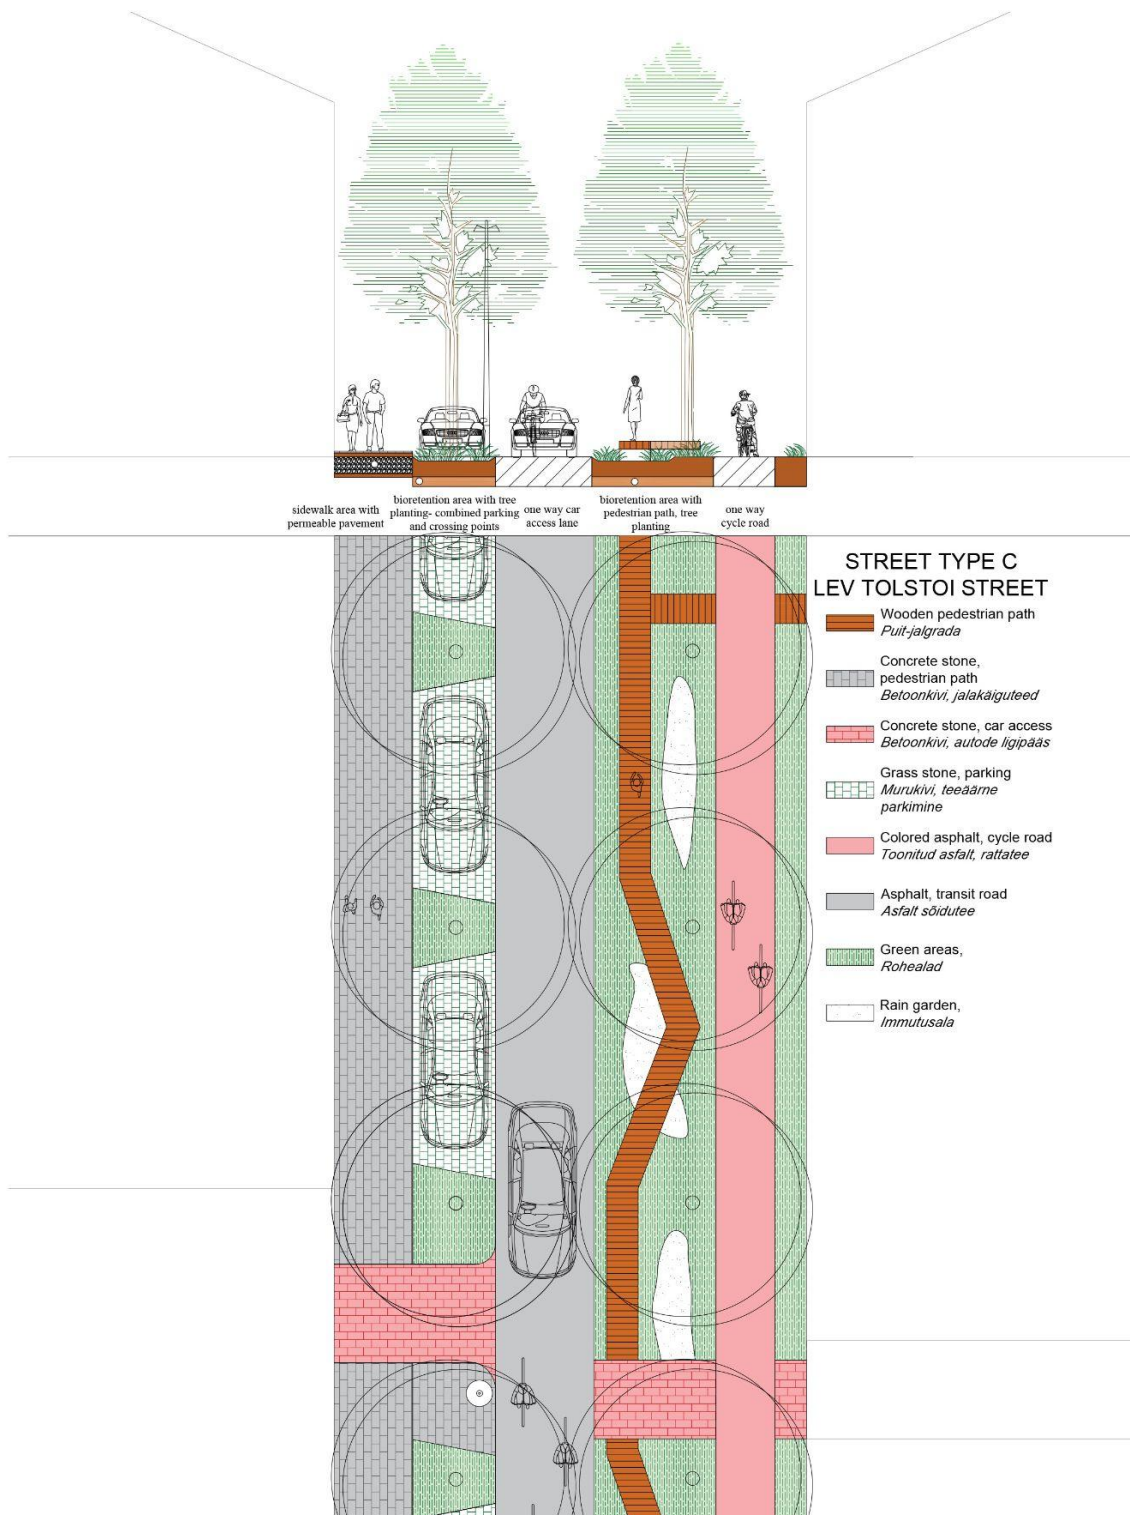 sidewalk area with
permeable pavement
bioretention area with tree
planting- combined parking
and crossing points
one way car
access lane
bioretention area with
pedestrian path, tree
planting
one way
cycle road
STREET TYPE C
LEV TOLSTOI STREET
Wooden pedestrian path
Puit-jalgrada
Concrete stone,
pedestrian path
Betoonkivi, jalakäiguteed
Concrete stone, car access
Betoonkivi, autode ligipääs
Grass stone, parking
Murukivi, teeäärne
parkimine
Colored asphalt, cycle road
Toonitud asfalt, rattatee
Asphalt, transit road
Asfalt sõidutee
Green areas,
Rohealad
Rain garden,
Immutusala